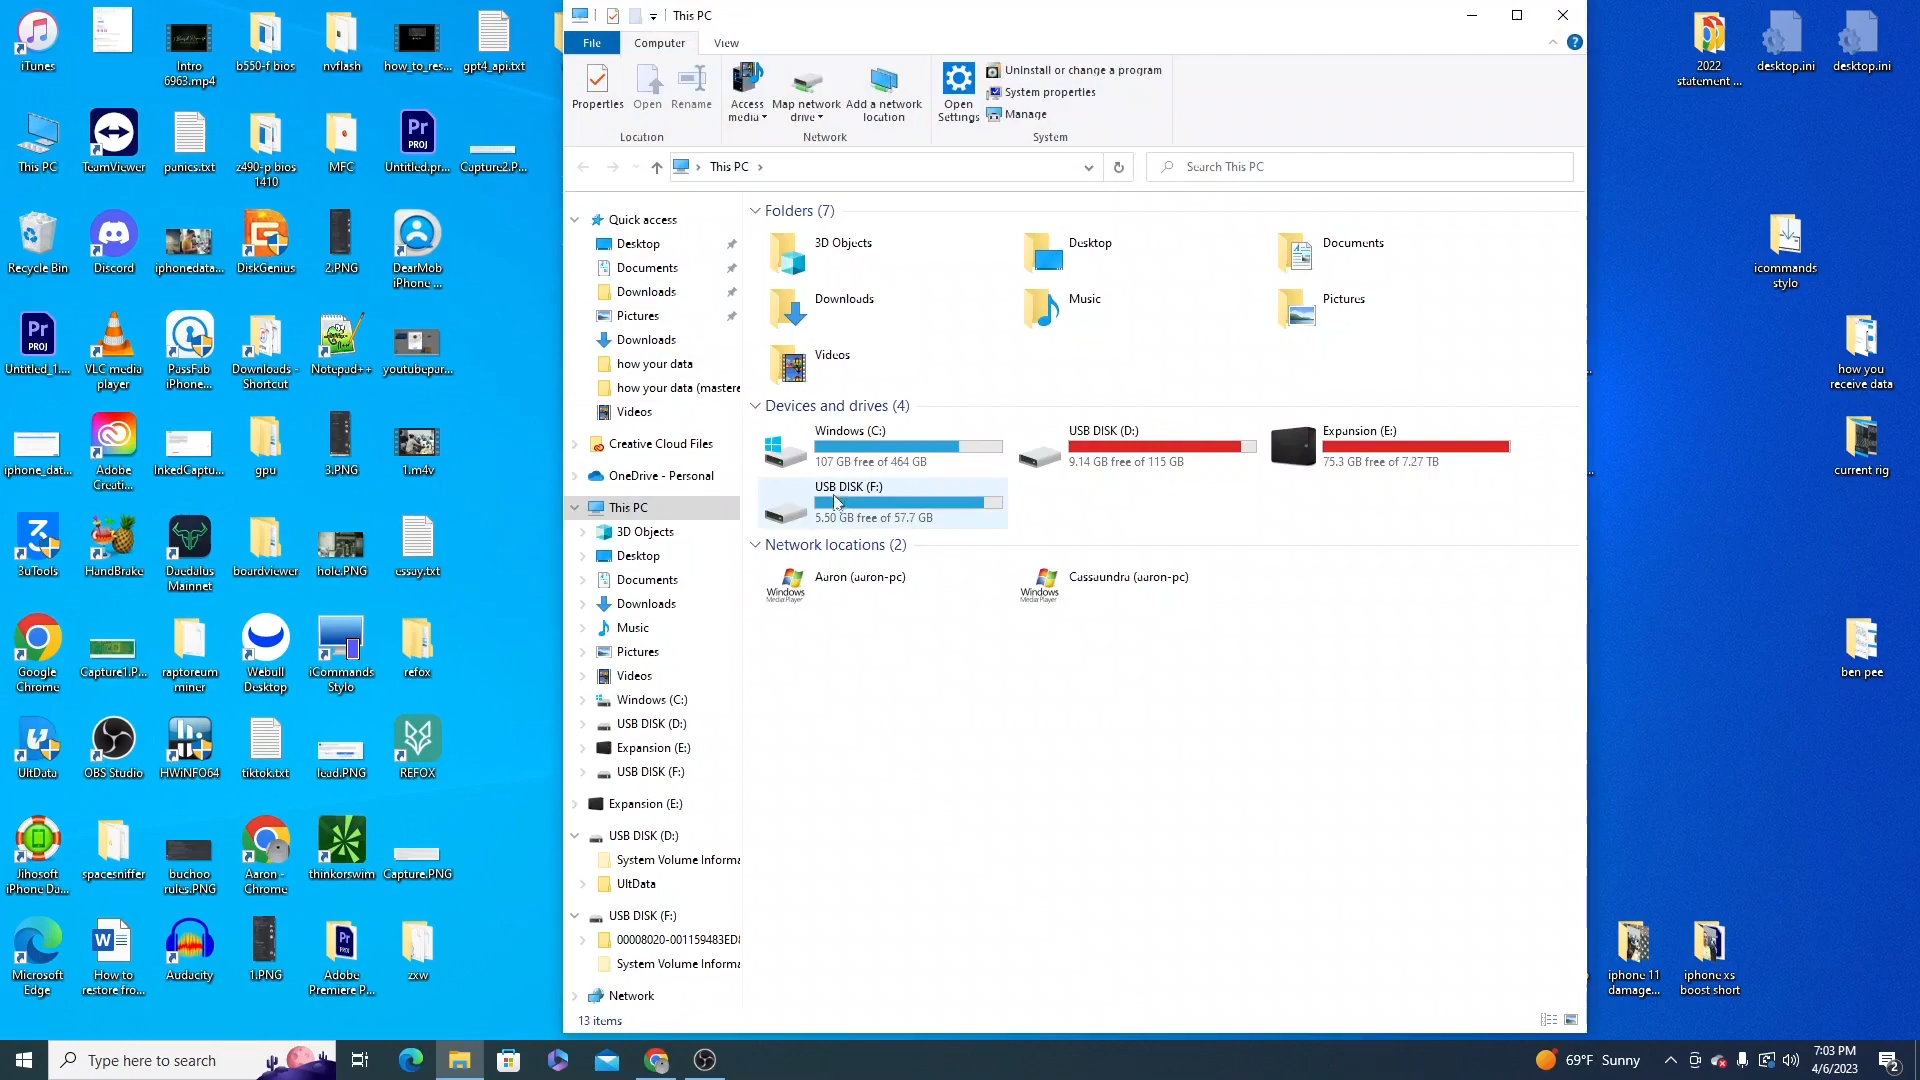 iTunes
Intro
6963.mp4
b550-f bios
nvflash
how_to_res...
gpt4_api.txt
This PC
TeamViewer
panics.txt
z490-p bios
1410
MFC
Untitled.pr...
Capture2.P...
Recycle Bin
Discord
iphonedata...
DiskGenius
2.PNG
DearMob
iPhone ...
Pr
PROJ
Untitled_1....
VLC media
player
PassFab
iPhone...
Downloads -
Shortcut
Notepad++
youtubepar...
iphone_dat...
Adobe
Creati...
InkedCaptu...
gpu
3.PNG
1.m4v
3uTools
HandBrake
Daedalus
Mainnet
boardviewer
hole.PNG
essay.txt
Google
Chrome
Capture1.P...
raptoreum
miner
Webull
Desktop
iCommands
Stylo
refox
UltData
OBS Studio
HWiNFO64
tiktok.txt
lead.PNG
REFOX
Jihosoft
iPhone Da...
spacesniffer
buchoo
rules.PNG
Aaron -
Chrome
thinkorswim
Capture.PNG
Microsoft
Edge
How to
restore fro...
Audacity
1.PNG
Adobe
Premiere P...
zxw
This PC
File
Computer
View
Properties
Open
Rename
Location
Access
media
Map network
drive
Add a network
location
Network
Open
Settings
Uninstall or change a program
System properties
Manage
System
This PC
Search This PC
Quick access
Desktop
Documents
Downloads
Pictures
Downloads
how your data
how your data (mastere
Videos
Creative Cloud Files
OneDrive - Personal
This PC
3D Objects
Desktop
Documents
Downloads
Music
Pictures
Videos
Windows (C:)
USB DISK (D:)
Expansion (E:)
USB DISK (F:)
Expansion (E:)
USB DISK (D:)
System Volume Informa
UltData
USB DISK (F:)
00008020-001159483ED8
System Volume Informa
Network
13 items
Folders (7)
3D Objects
Desktop
Documents
Downloads
Music
Pictures
Videos
Devices and drives (4)
Windows (C:)
107 GB free of 464 GB
USB DISK (D:)
9.14 GB free of 115 GB
Expansion (E:)
75.3 GB free of 7.27 TB
USB DISK (F:)
5.50 GB free of 57.7 GB
Network locations (2)
Aaron (aaron-pc)
Cassaundra (aaron-pc)
2022
statement ...
desktop.ini
desktop.ini
icommands
stylo
how you
receive data
current rig
ben pee
iphone 11
damage...
iphone xs
boost short
Type here to search
69°F Sunny
7:03 PM
4/6/2023
2